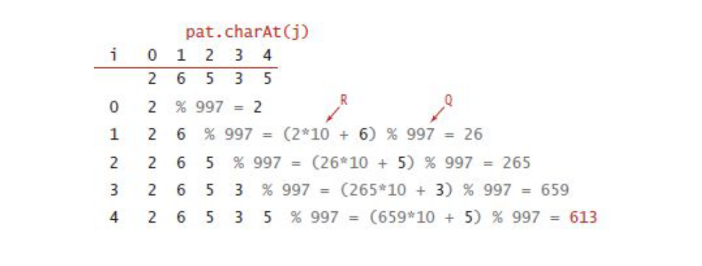 pat.charAt(j)
i 0 1 2 3 4
2 6 5 3 5
0 2 % 997 = 2
R Q
1 2 6 % 997 = (2*10 + 6) % 997 = 26
2 2 6 5 % 997 = (26*10 + 5) % 997 = 265
3 2 6 5 3 % 997 = (265*10 + 3) % 997 = 659
4 2 6 5 3 5 % 997 = (659*10 + 5) % 997 = 613